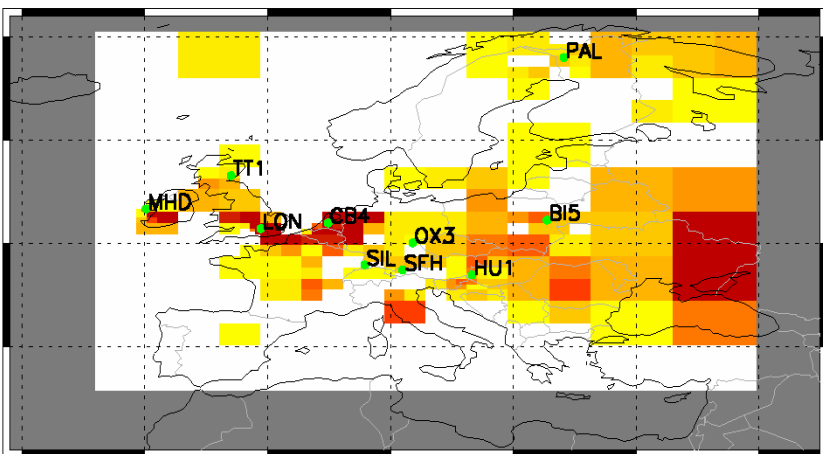 PAL
TT1
MHD
LON
CB4
BI5
OX3
SIL
SFH
HU1